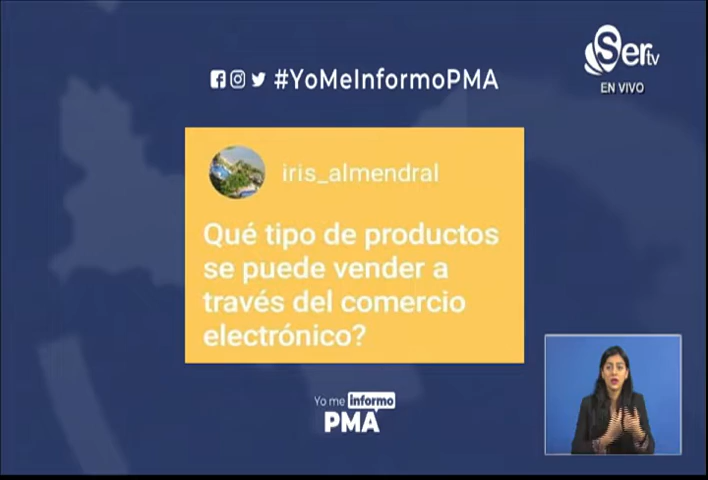 #YoMeInformoPMA
Ser tv
EN VIVO
iris_almendral
Qué tipo de productos
se puede vender a
través del comercio
electrónico?
Yo me informo
PMA